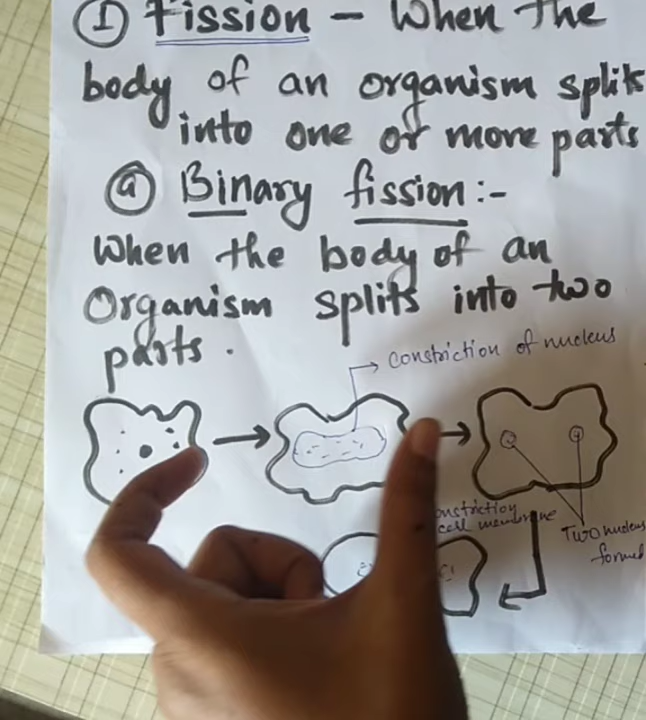 ① Fission – When the
body of an organism splits
into one or more parts
ⓐ Binary fission :-
When the body of an
Organism splits into two
parts.
constriction of nucleus
constriction
cell membrane
Two nucleus
formed